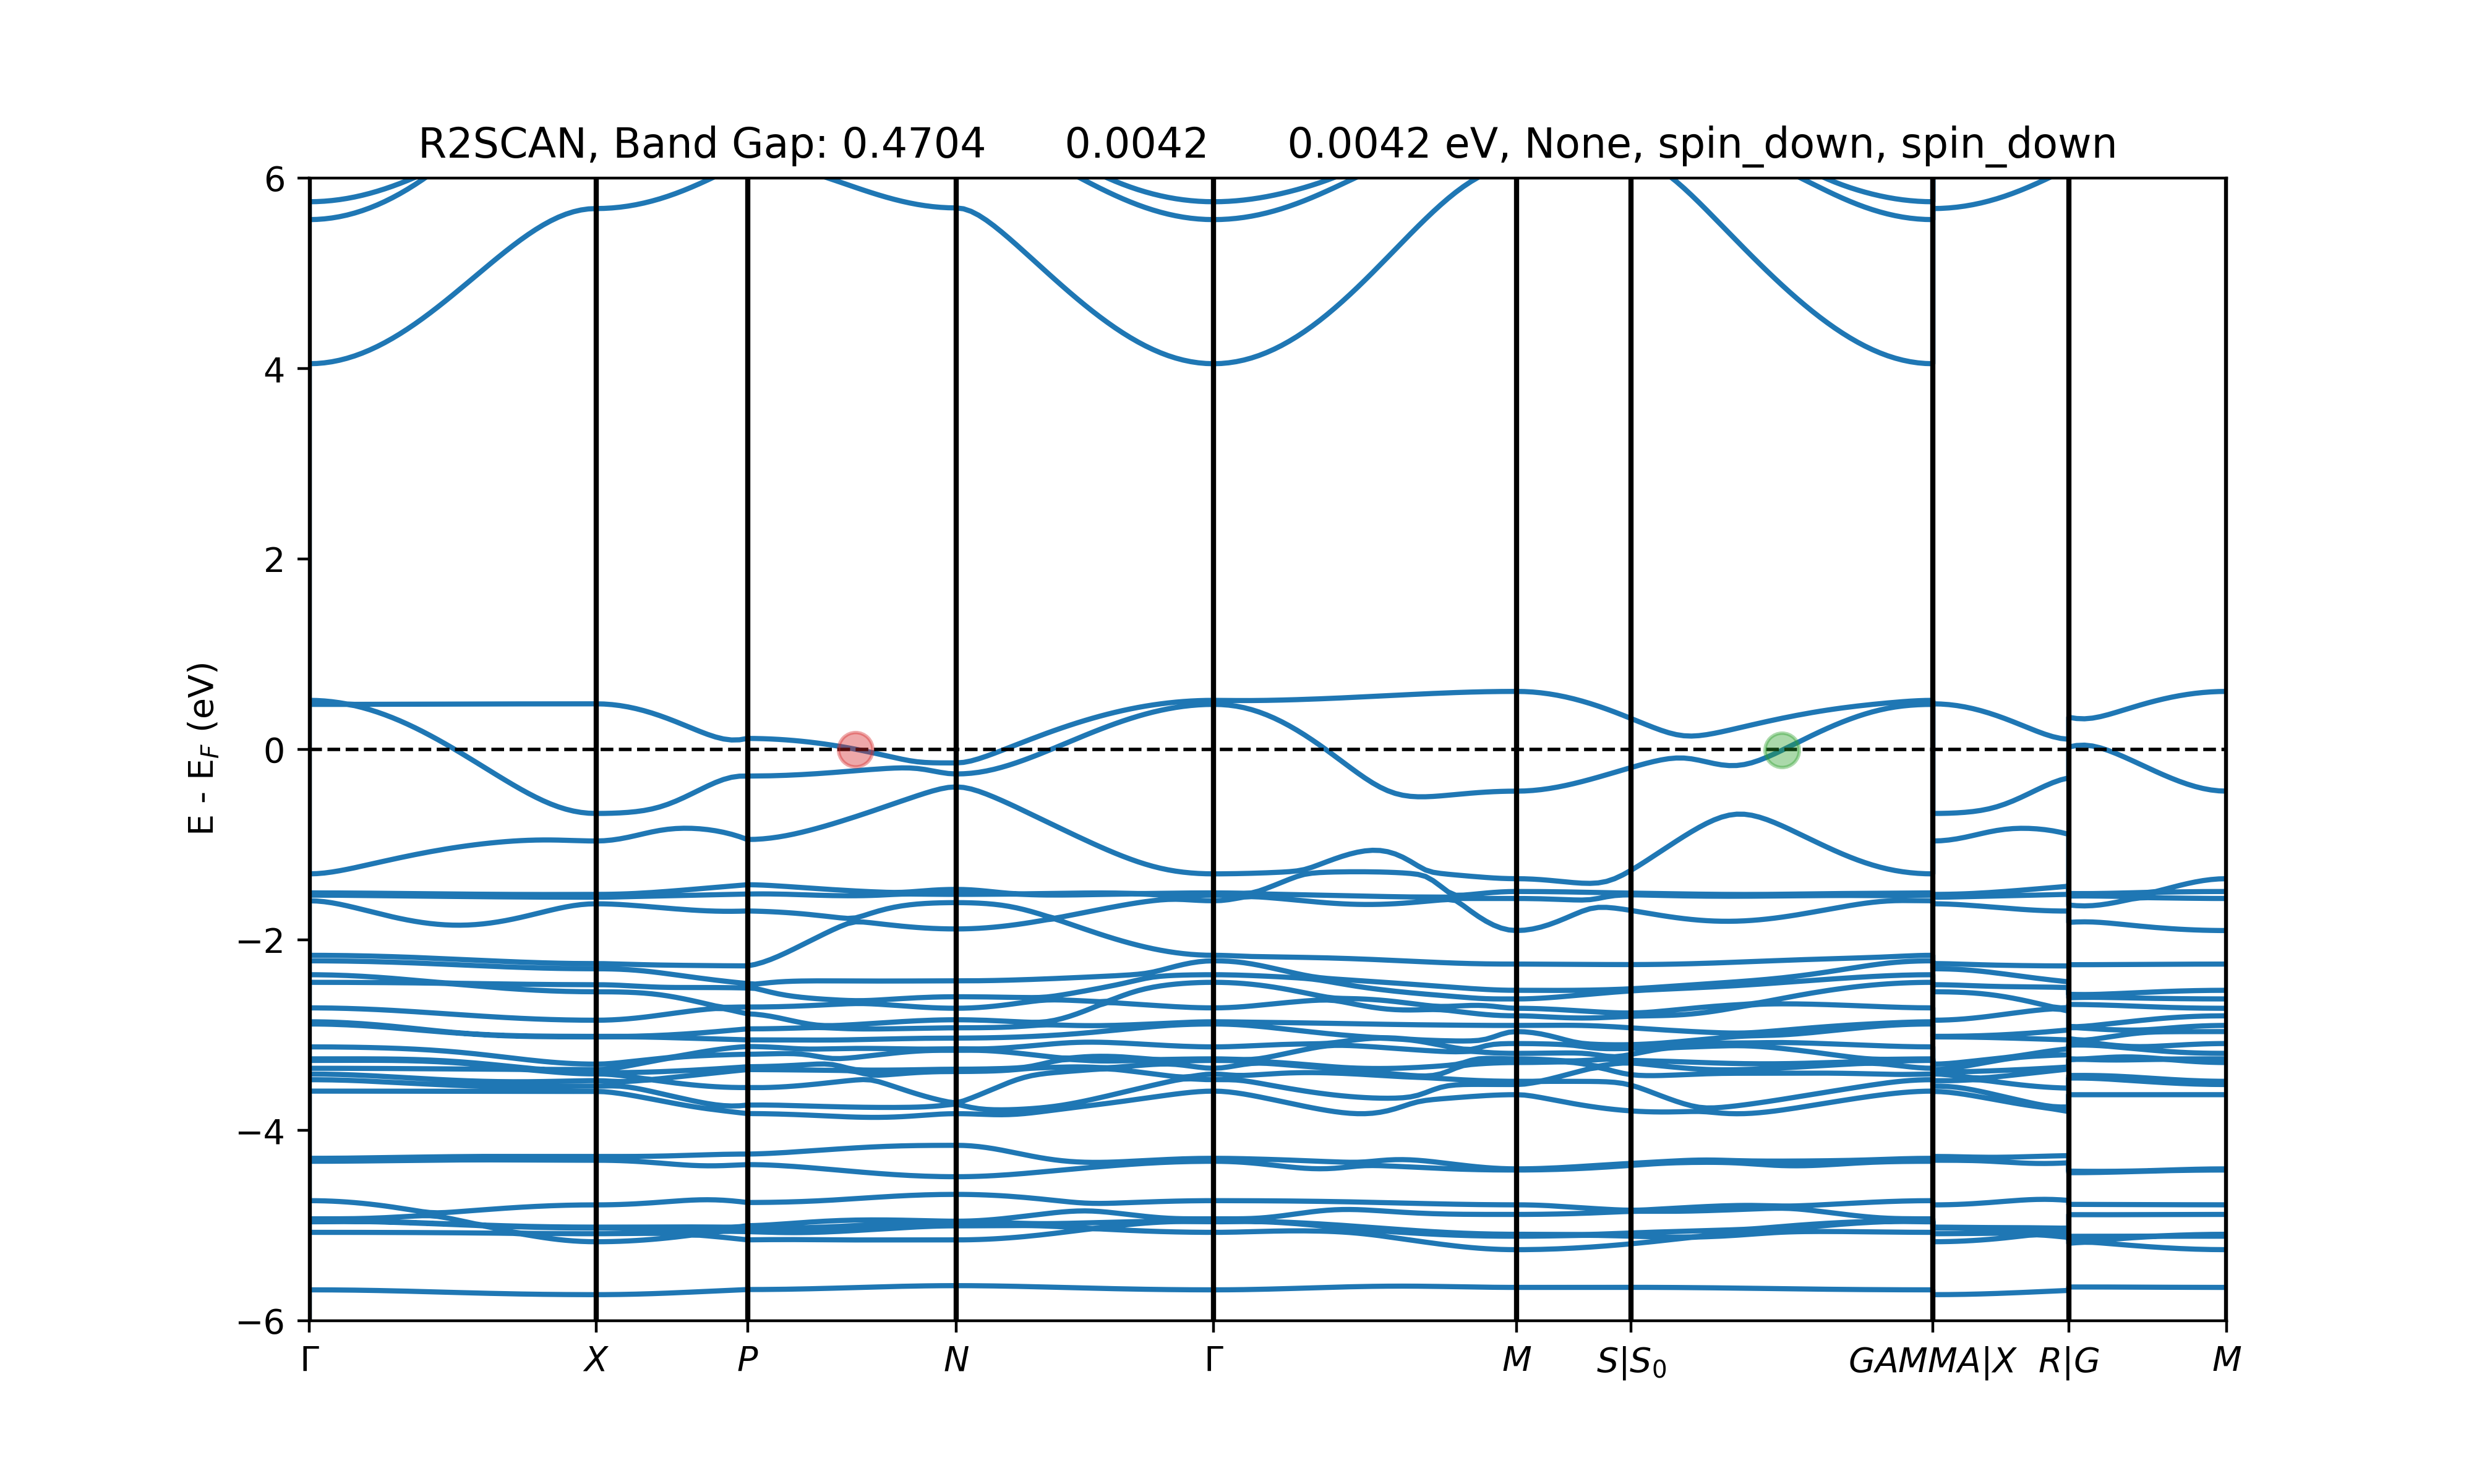 R2SCAN, Band Gap: 0.4704 0.0042 0.0042 eV, None, spin_down, spin_down
6
4
2
0
−2
−4
−6
E - E_F (eV)
Γ X P N Γ M S|S₀ GAMMA|X R|G M